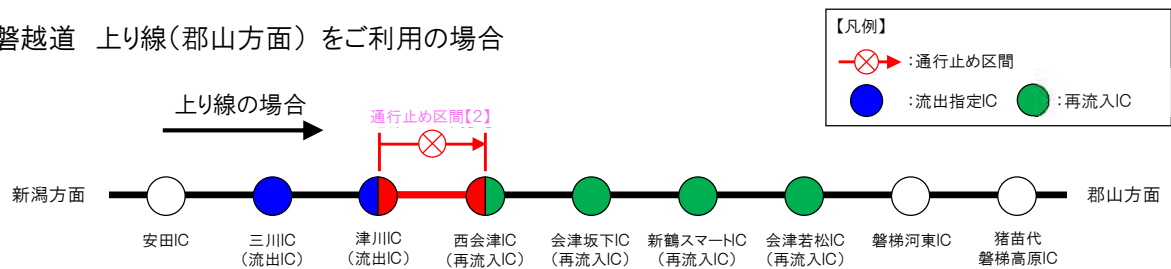 磐越道 上り線(郡山方面) をご利用の場合
【凡例】
:通行止め区間
:流出指定IC
:再流入IC
上り線の場合
通行止め区間【2】
新潟方面
郡山方面
安田IC
三川IC
(流出IC)
津川IC
(流出IC)
西会津IC
(再流入IC)
会津坂下IC
(再流入IC)
新鶴スマートIC
(再流入IC)
会津若松IC
(再流入IC)
磐梯河東IC
猪苗代
磐梯高原IC